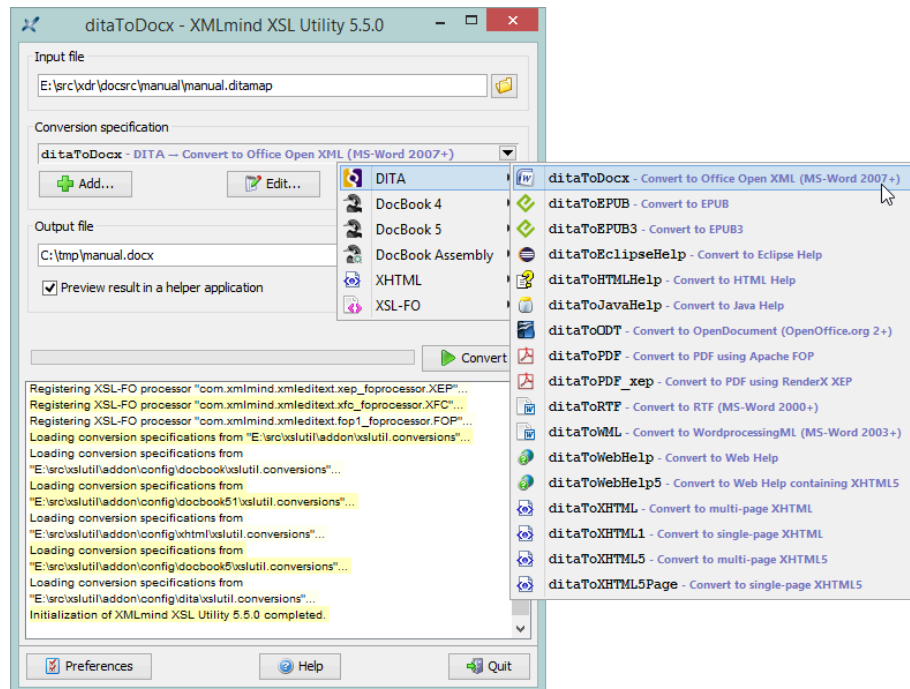 ditaToDocx - XMLmind XSL Utility 5.5.0
Input file
E:\src\xdr\docsrc\manual\manual.ditamap
Conversion specification
ditaToDocx - DITA → Convert to Office Open XML (MS-Word 2007+)
Add...
Edit...
Output file
C:\tmp\manual.docx
Preview result in a helper application
Convert
DITA
DocBook 4
DocBook 5
DocBook Assembly
XHTML
XSL-FO
ditaToDocx - Convert to Office Open XML (MS-Word 2007+)
ditaToEPUB - Convert to EPUB
ditaToEPUB3 - Convert to EPUB3
ditaToEclipseHelp - Convert to Eclipse Help
ditaToHTMLHelp - Convert to HTML Help
ditaToJavaHelp - Convert to Java Help
ditaToODT - Convert to OpenDocument (OpenOffice.org 2+)
ditaToPDF - Convert to PDF using Apache FOP
ditaToPDF_xep - Convert to PDF using RenderX XEP
ditaToRTF - Convert to RTF (MS-Word 2000+)
ditaToWML - Convert to WordprocessingML (MS-Word 2003+)
ditaToWebHelp - Convert to Web Help
ditaToWebHelp5 - Convert to Web Help containing XHTML5
ditaToXHTML - Convert to multi-page XHTML
ditaToXHTML1 - Convert to single-page XHTML
ditaToXHTML5 - Convert to multi-page XHTML5
ditaToXHTML5Page - Convert to single-page XHTML5
Registering XSL-FO processor "com.xmlmind.xmleditext.xep_foprocessor.XEP"...
Registering XSL-FO processor "com.xmlmind.xmleditext.xfc_foprocessor.XFC"...
Registering XSL-FO processor "com.xmlmind.xmleditext.fop1_foprocessor.FOP"...
Loading conversion specifications from "E:\src\xslutil\addon\xslutil.conversions"...
Loading conversion specifications from
"E:\src\xslutil\addon\config\docbook\xslutil.conversions"...
Loading conversion specifications from
"E:\src\xslutil\addon\config\docbook51\xslutil.conversions"...
Loading conversion specifications from
"E:\src\xslutil\addon\config\xhtml\xslutil.conversions"...
Loading conversion specifications from
"E:\src\xslutil\addon\config\docbook5\xslutil.conversions"...
Loading conversion specifications from
"E:\src\xslutil\addon\config\dita\xslutil.conversions"...
Initialization of XMLmind XSL Utility 5.5.0 completed.
Preferences
Help
Quit